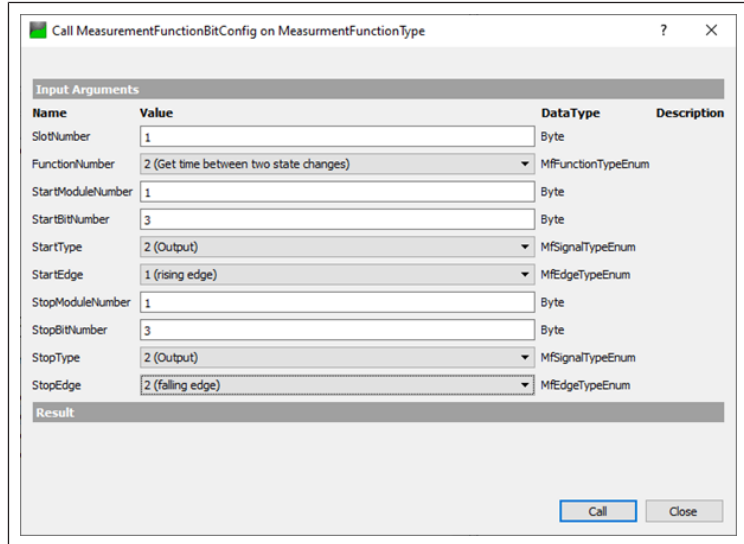 Call MeasurementFunctionBitConfig on MeasurmentFunctionType ? ×
Input Arguments
Name Value DataType Description
SlotNumber 1 Byte
FunctionNumber 2 (Get time between two state changes) MfFunctionTypeEnum
StartModuleNumber 1 Byte
StartBitNumber 3 Byte
StartType 2 (Output) MfSignalTypeEnum
StartEdge 1 (rising edge) MfEdgeTypeEnum
StopModuleNumber 1 Byte
StopBitNumber 3 Byte
StopType 2 (Output) MfSignalTypeEnum
StopEdge 2 (falling edge) MfEdgeTypeEnum
Result
Call Close